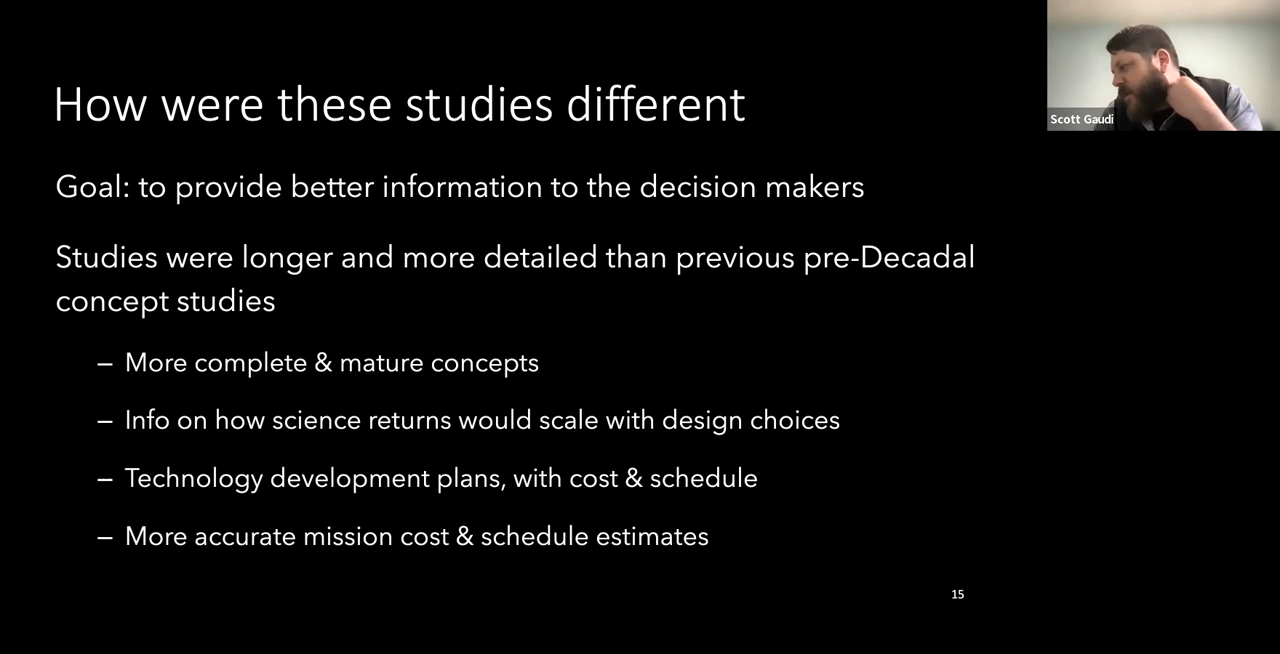 How were these studies different
Goal: to provide better information to the decision makers
Studies were longer and more detailed than previous pre-Decadal
concept studies
– More complete & mature concepts
– Info on how science returns would scale with design choices
– Technology development plans, with cost & schedule
– More accurate mission cost & schedule estimates
15
Scott Gaudi